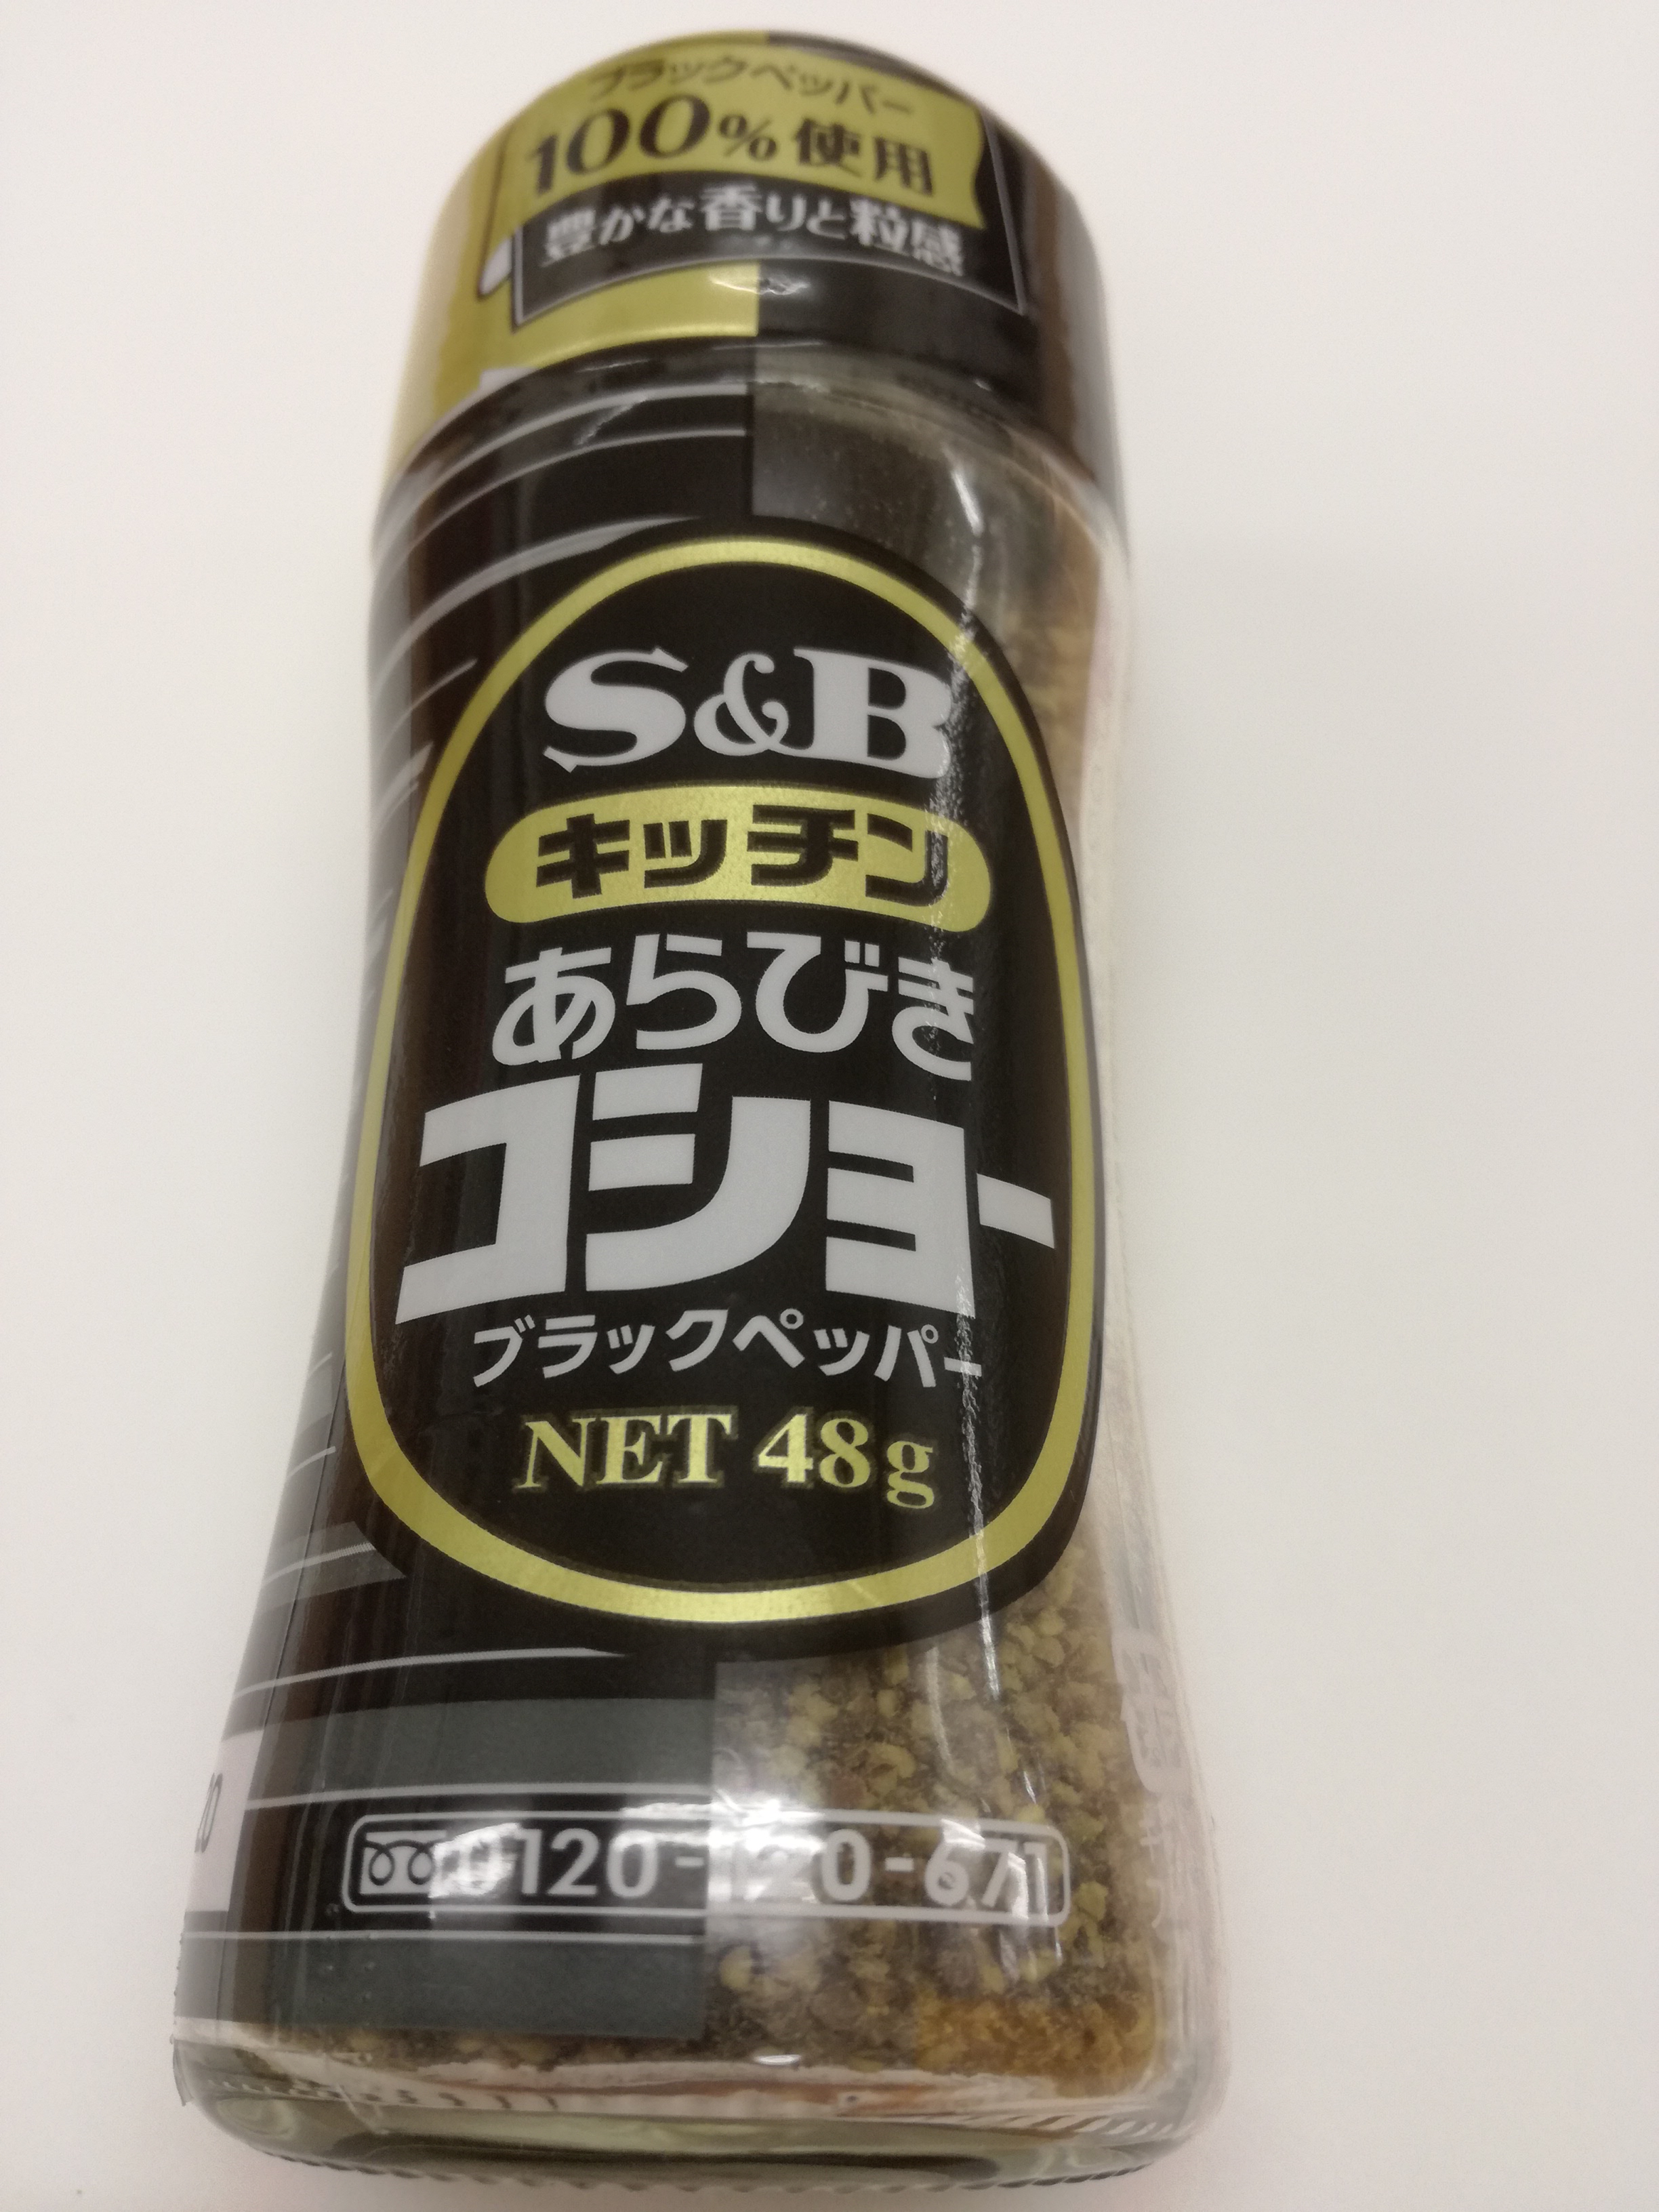 ブラックペッパー
100%使用
豊かな香りと粒感
S&B
キッチン
あらびき
コショー
ブラックペッパー
NET 48g
0120-120-671